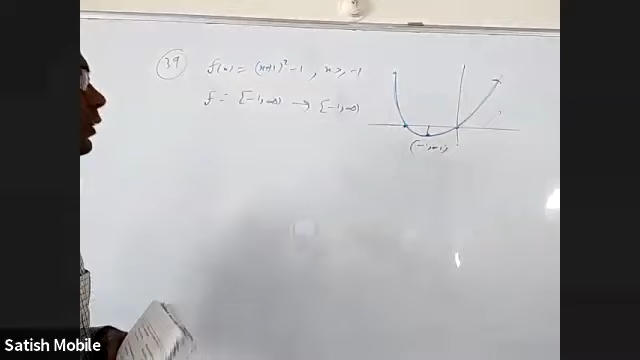 39
f(x) = (x+1)² - 1, x ≥ -1
f = [-1, ∞) → [-1, ∞)
(-1, -1)
Satish Mobile